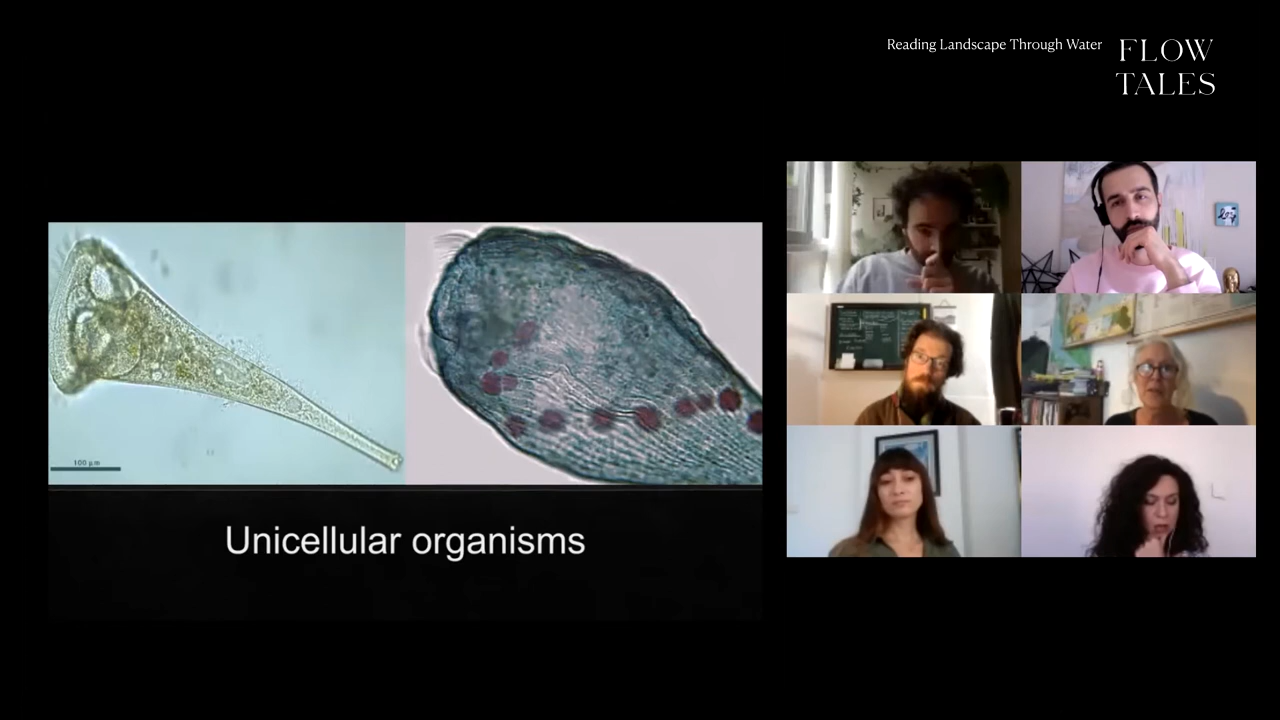 Reading Landscape Through Water
FLOW
TALES
100 µm
Unicellular organisms